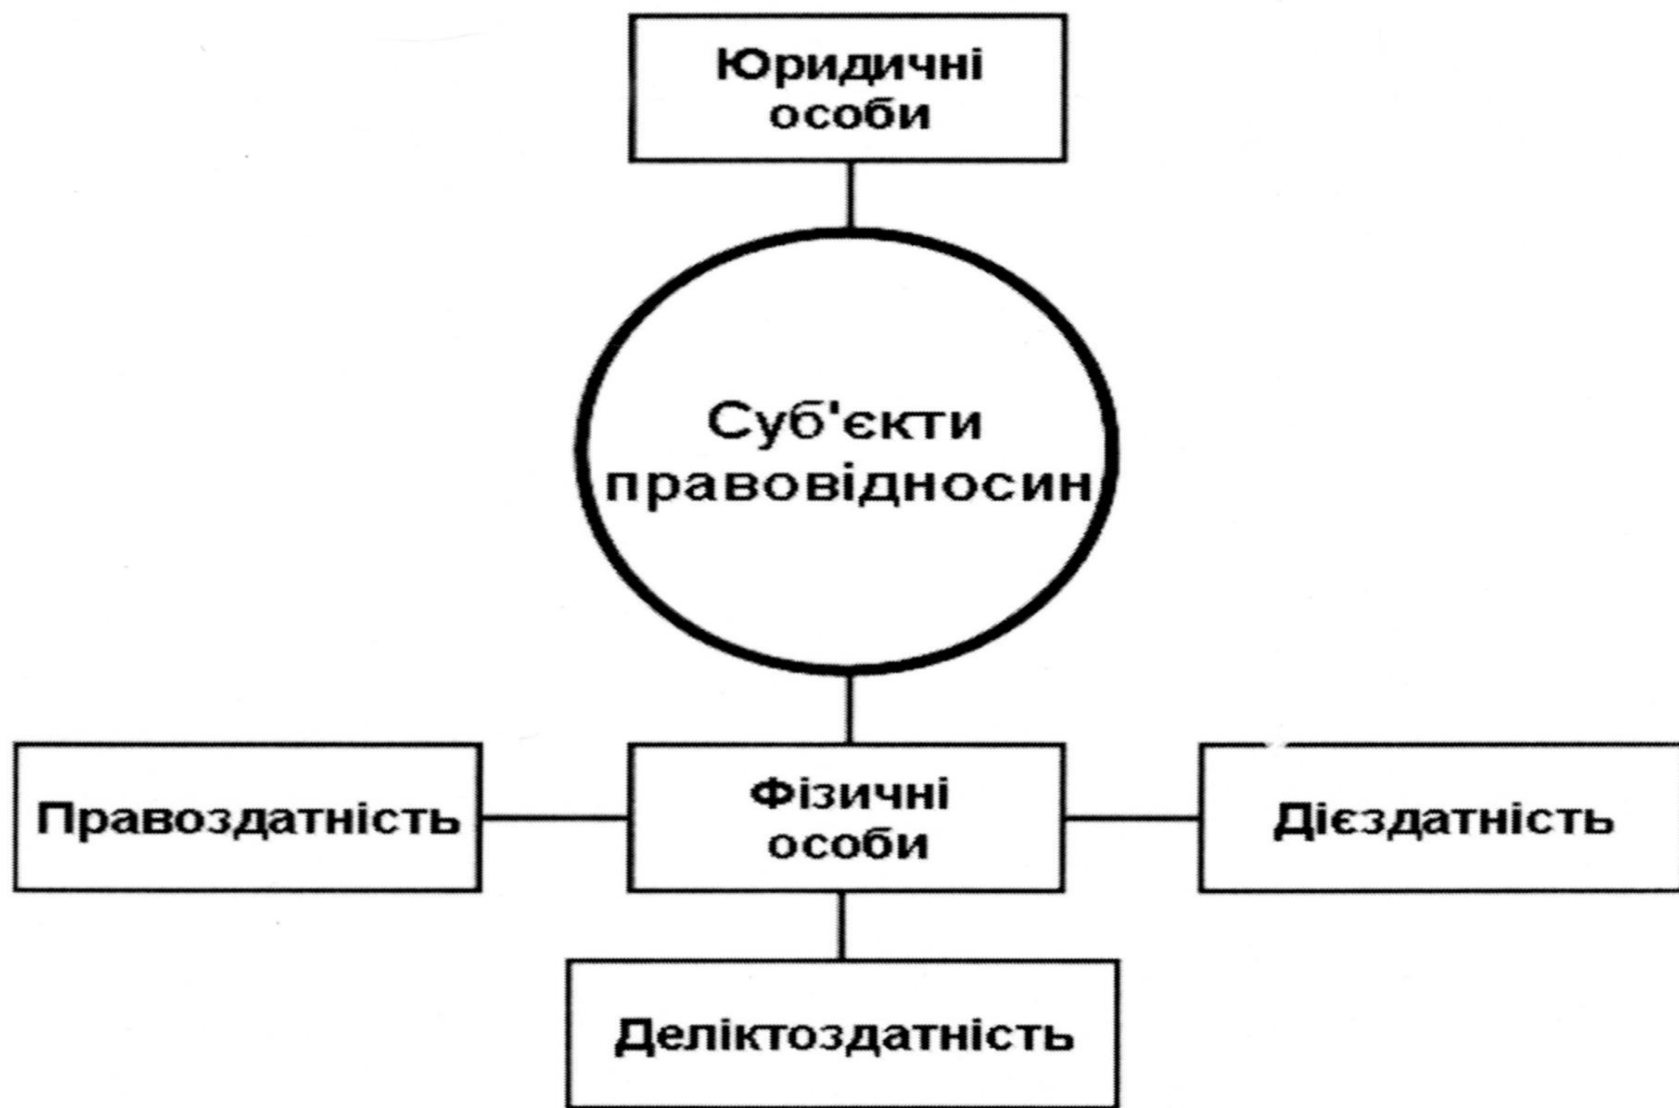 Юридичні
особи
Суб'єкти
правовідносин
Правоздатність
Фізичні
особи
Дієздатність
Деліктоздатність